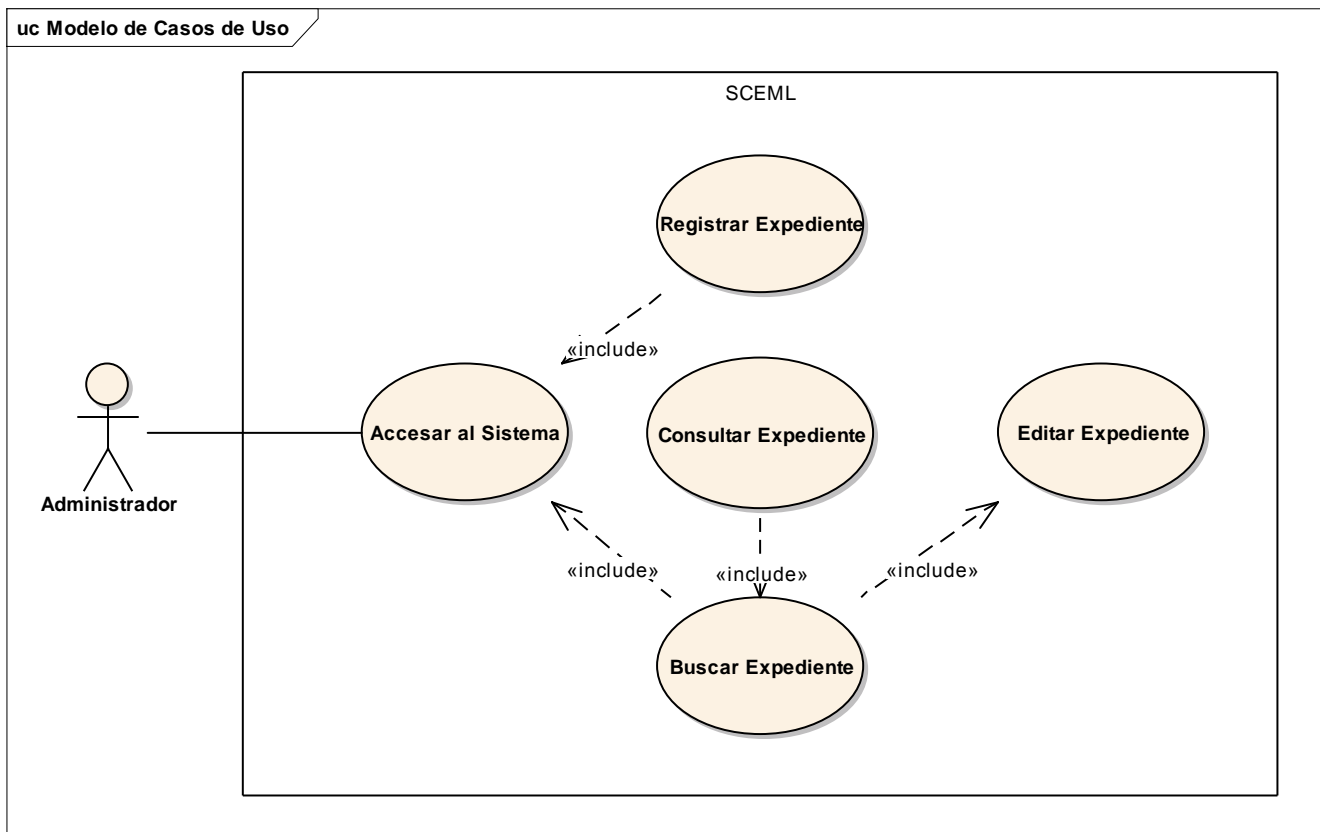 uc Modelo de Casos de Uso
SCEML
Registrar Expediente
«include»
Administrador
Accesar al Sistema
Consultar Expediente
Editar Expediente
«include»
«include»
«include»
Buscar Expediente